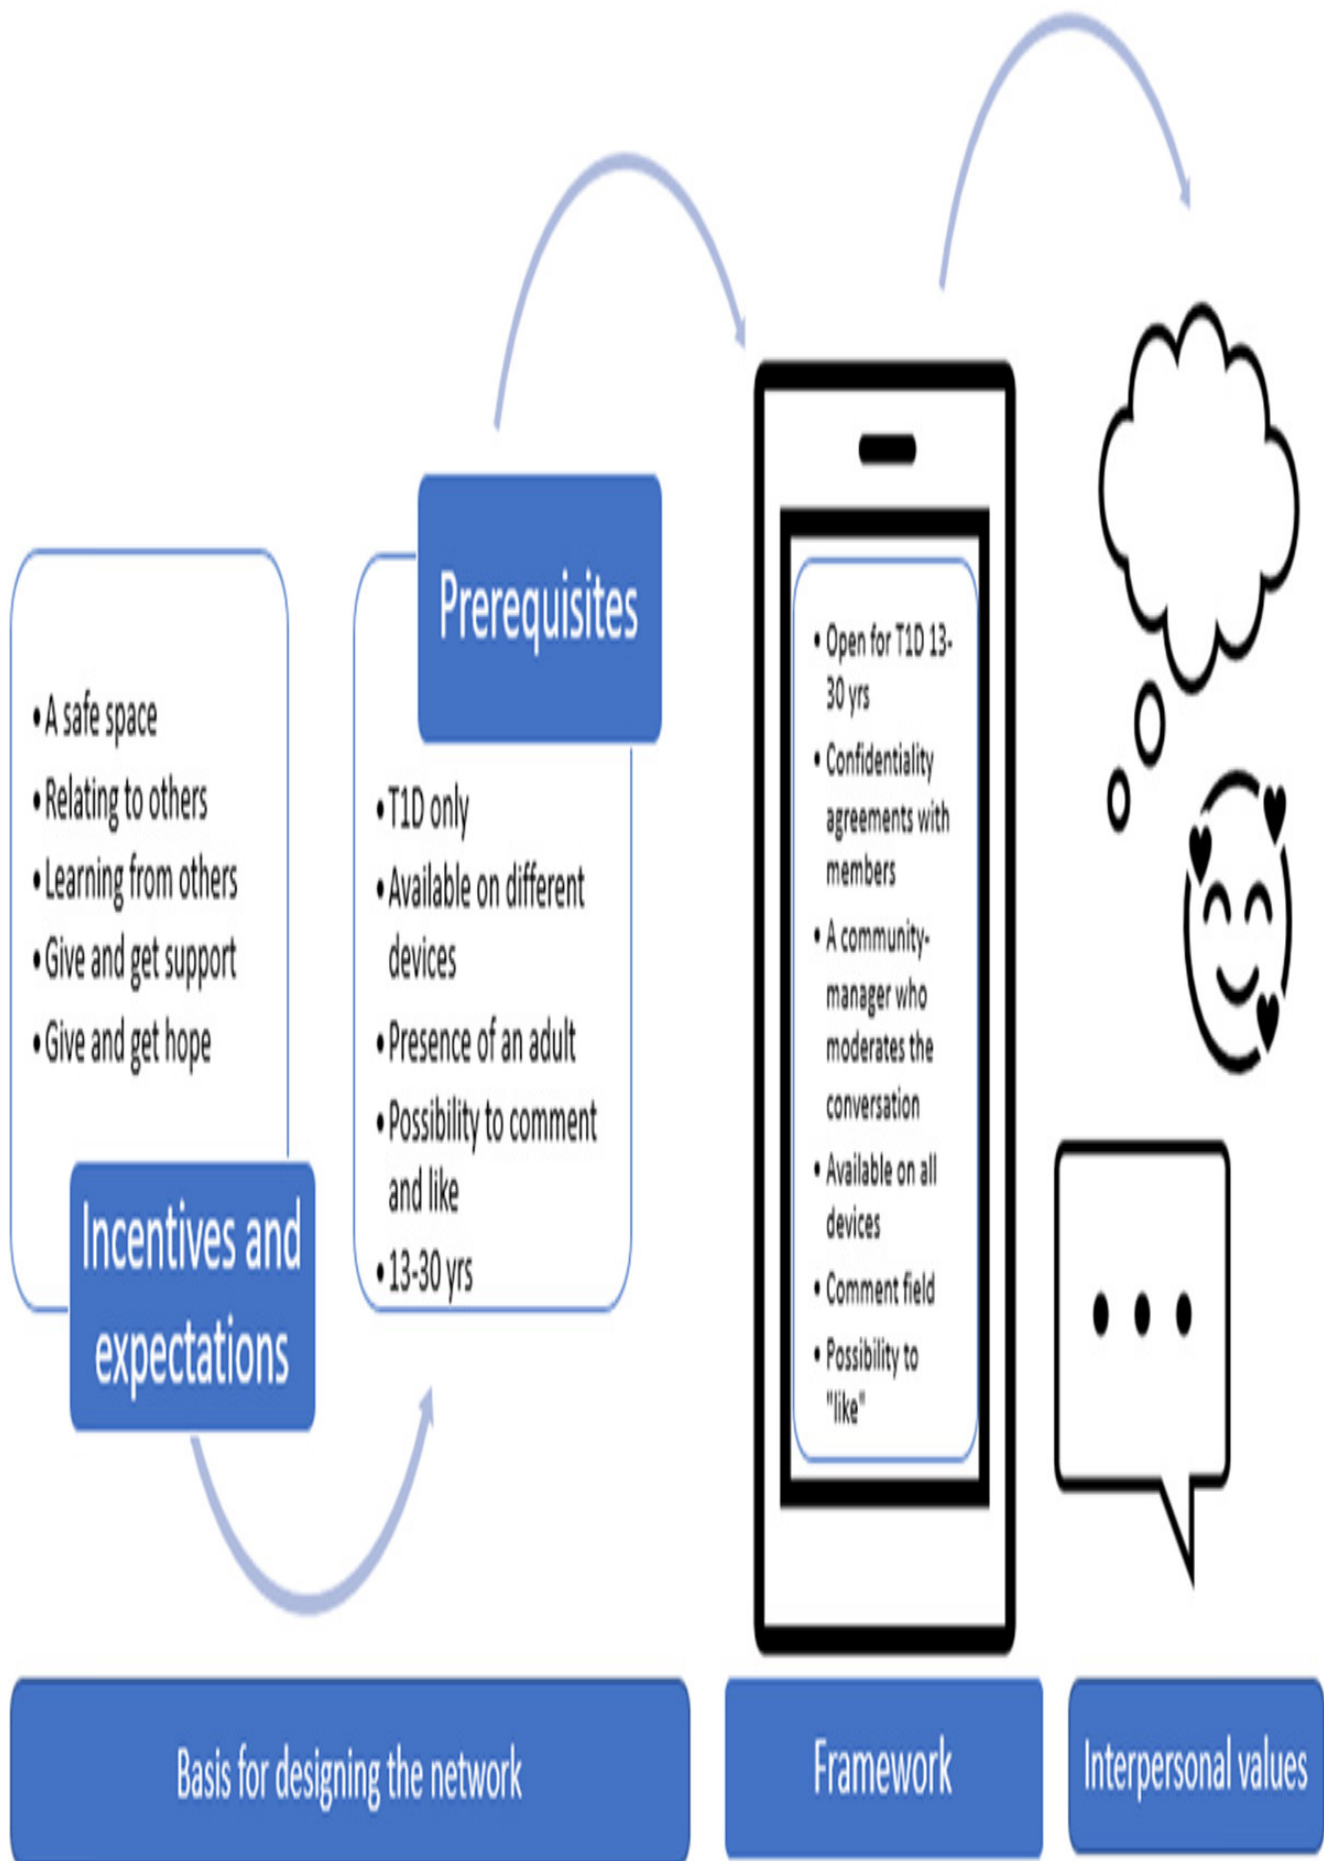 • A safe space
• Relating to others
• Learning from others
• Give and get support
• Give and get hope
Incentives and
expectations
Prerequisites
• T1D only
• Available on different
devices
• Presence of an adult
• Possibility to comment
and like
• 13-30 yrs
• Open for T1D 13-
30 yrs
• Confidentiality
agreements with
members
• A community-
manager who
moderates the
conversation
• Available on all
devices
• Comment field
• Possibility to
"like"
Basis for designing the network
Framework
Interpersonal values